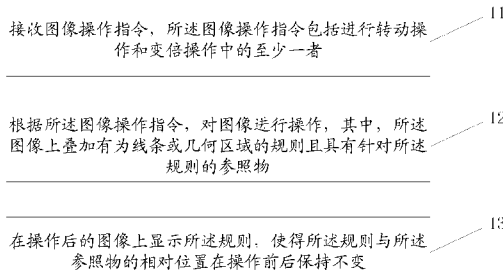 接收图像操作指令，所述图像操作指令包括进行转动操
作和变倍操作中的至少一者
11
根据所述图像操作指令，对图像进行操作，其中，所述
图像上叠加有为线条或几何区域的规则且具有针对所述
规则的参照物
12
在操作后的图像上显示所述规则，使得所述规则与所述
参照物的相对位置在操作前后保持不变
13